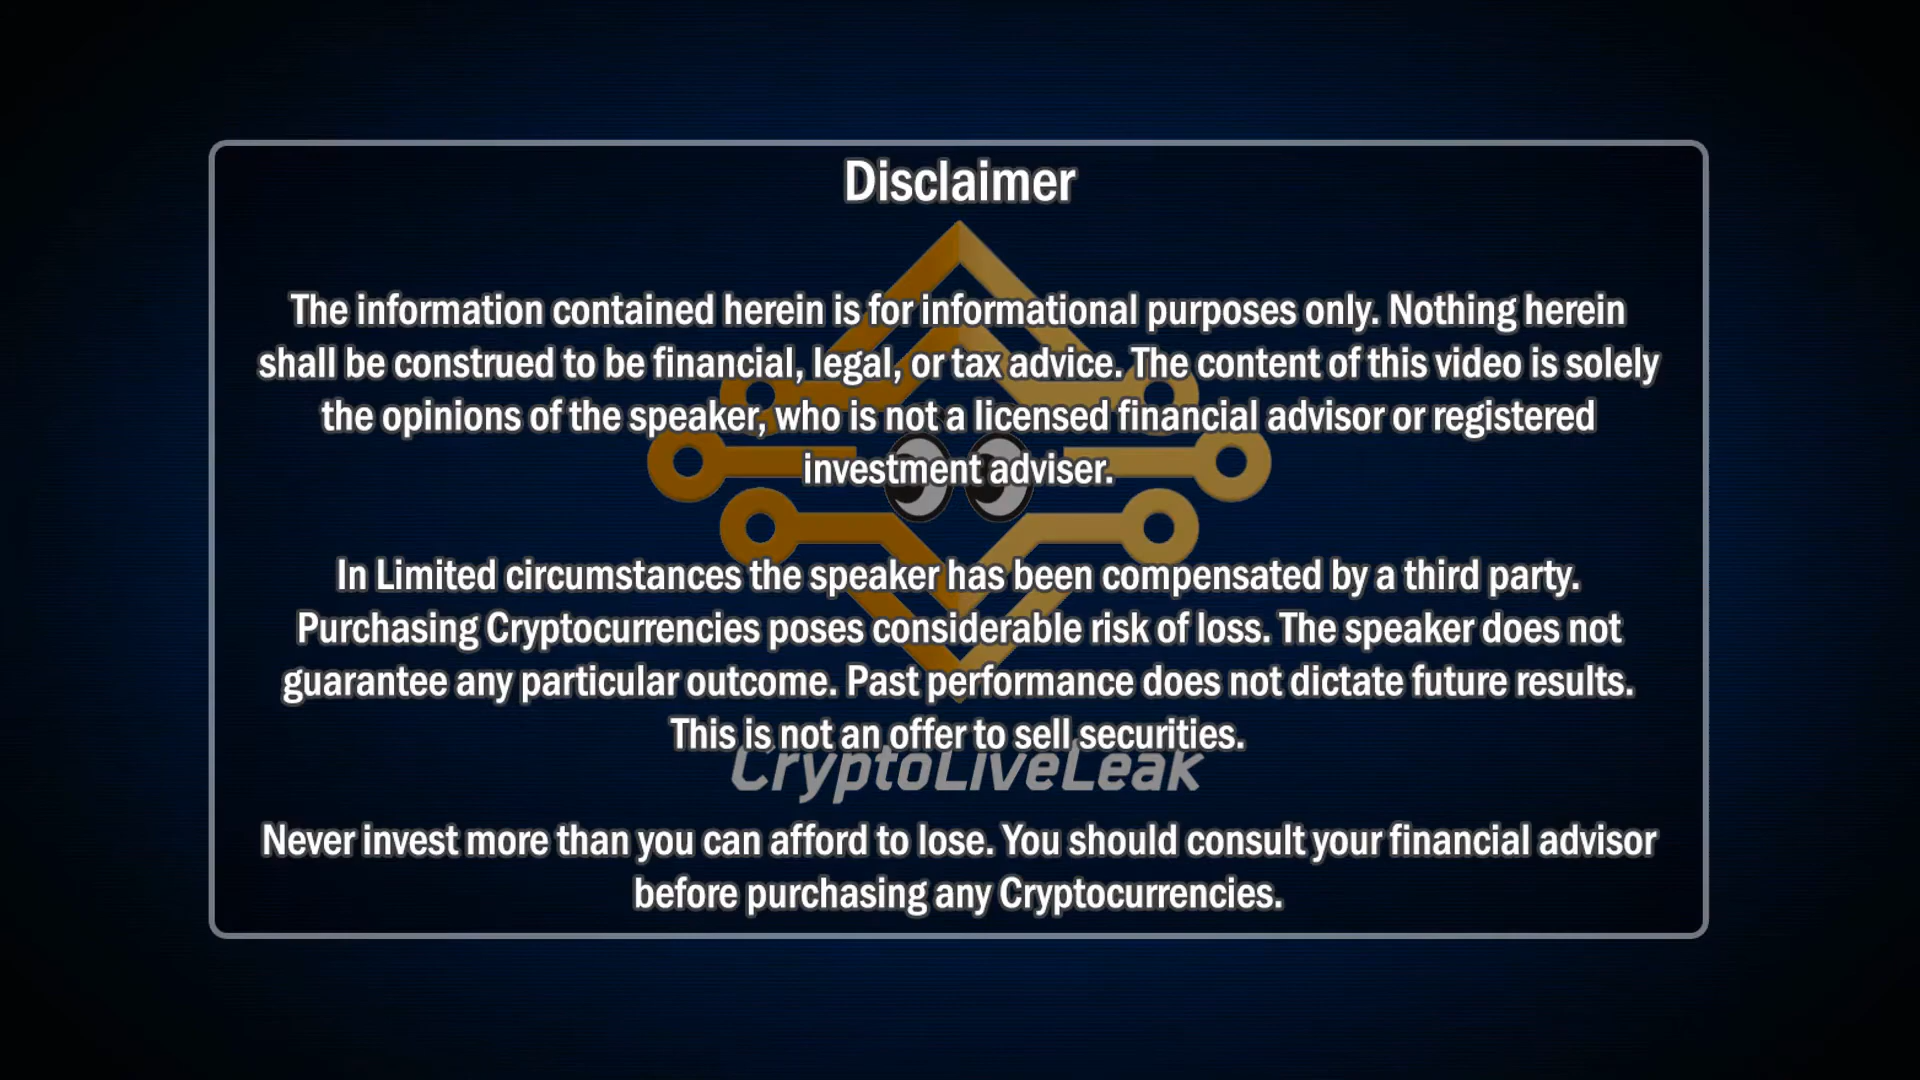 Disclaimer
The information contained herein is for informational purposes only. Nothing herein
shall be construed to be financial, legal, or tax advice. The content of this video is solely
the opinions of the speaker, who is not a licensed financial advisor or registered
investment adviser.
In Limited circumstances the speaker has been compensated by a third party.
Purchasing Cryptocurrencies poses considerable risk of loss. The speaker does not
guarantee any particular outcome. Past performance does not dictate future results.
This is not an offer to sell securities.
CryptoLiveLeak
Never invest more than you can afford to lose. You should consult your financial advisor
before purchasing any Cryptocurrencies.